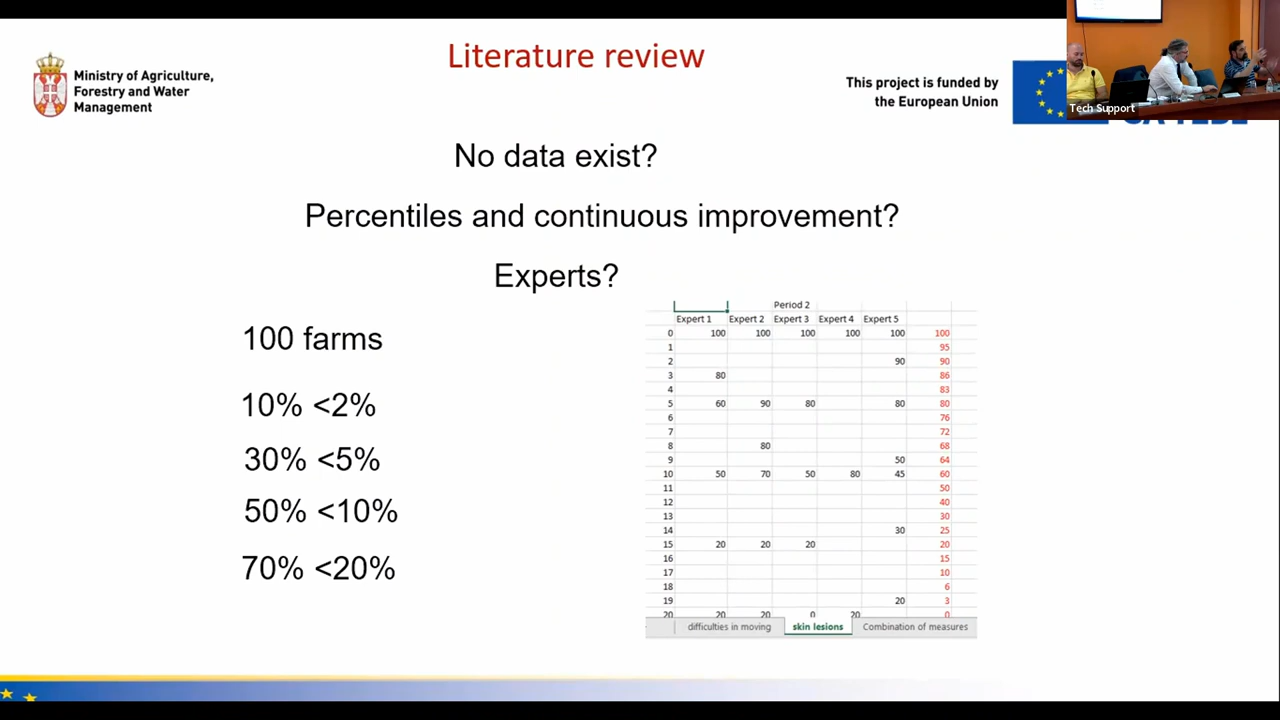 Literature review
Ministry of Agriculture,
Forestry and Water
Management
This project is funded by
the European Union
Tech Support
No data exist?
Percentiles and continuous improvement?
Experts?
100 farms
10% <2%
30% <5%
50% <10%
70% <20%
Period 2
Expert 1 Expert 2 Expert 3 Expert 4 Expert 5
0 100 100 100 100 100 100
1 95
2 90 90
3 80 86
4 83
5 60 90 80 80 80
6 76
7 72
8 80 68
9 50 64
10 50 70 50 80 45 60
11 50
12 40
13 30
14 30 25
15 20 20 20 20
16 15
17 10
18 6
19 20 3
20 20 20 0 20 0
difficulties in moving skin lesions Combination of measures